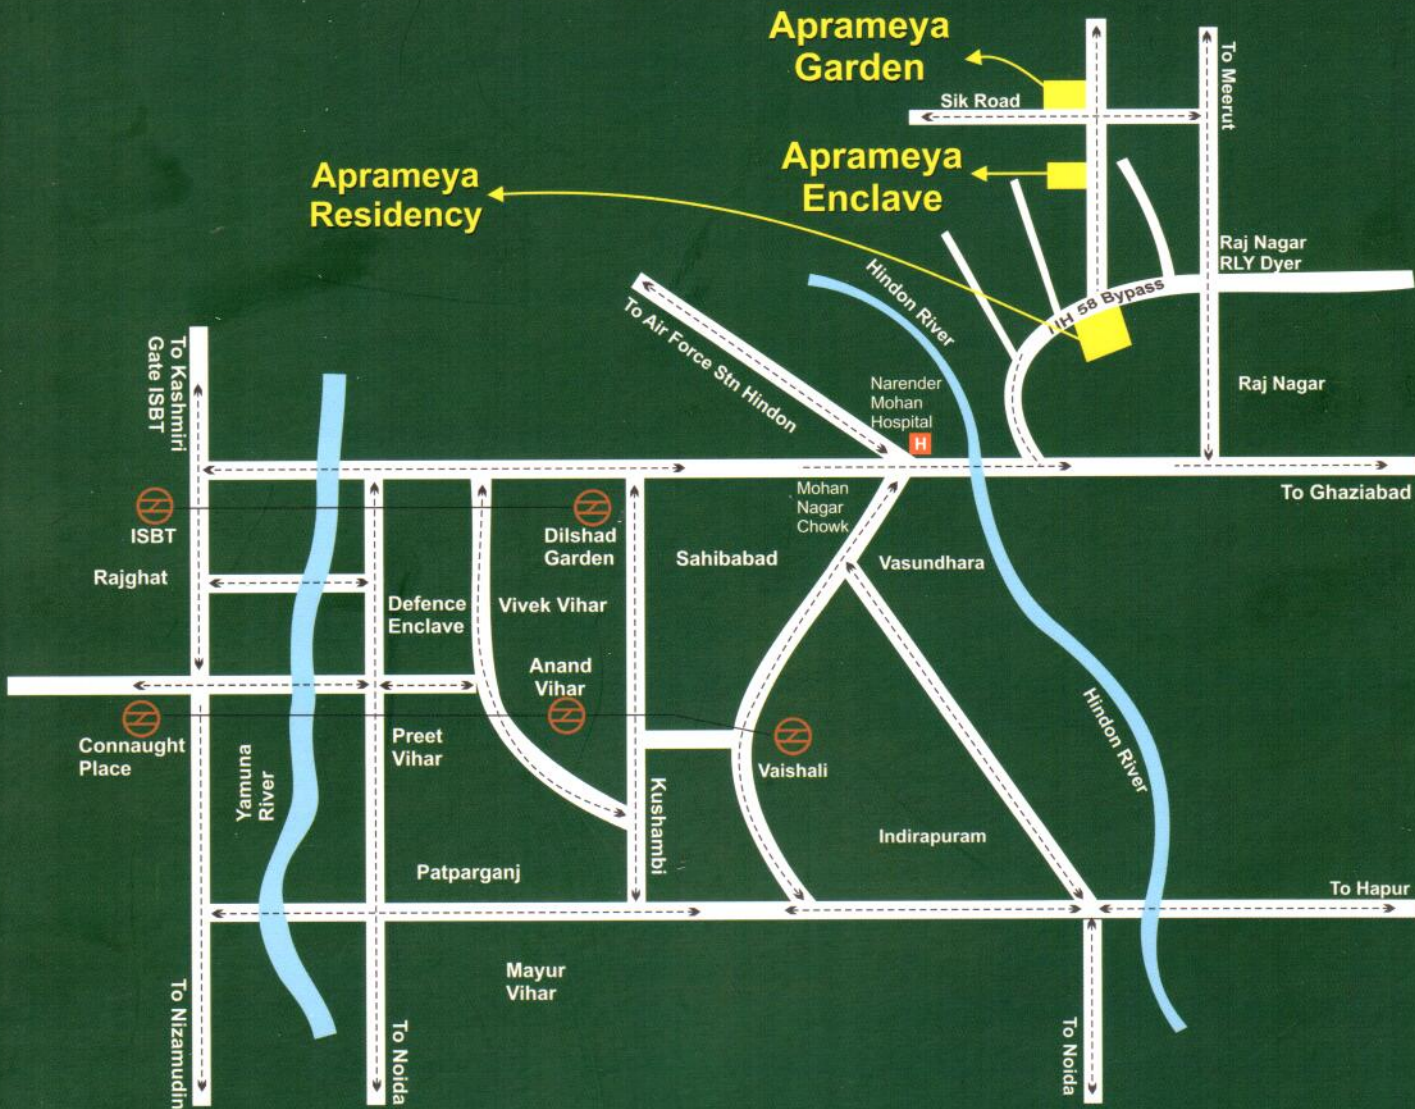 Aprameya
Garden
Sik Road
To Meerut
Aprameya
Enclave
Aprameya
Residency
Raj Nagar
RLY Dyer
Hindon River
NH 58 Bypass
To Air Force Stn Hindon
To Kashmiri
Gate ISBT
Narender
Mohan
Hospital
H
Raj Nagar
To Ghaziabad
Mohan
Nagar
Chowk
ISBT
Dilshad
Garden
Sahibabad
Vasundhara
Rajghat
Defence
Enclave
Vivek Vihar
Anand
Vihar
Connaught
Place
Yamuna
River
Preet
Vihar
Vaishali
Hindon River
Kushambi
Indirapuram
Patparganj
To Hapur
Mayur
Vihar
To Nizamudin
To Noida
To Noida